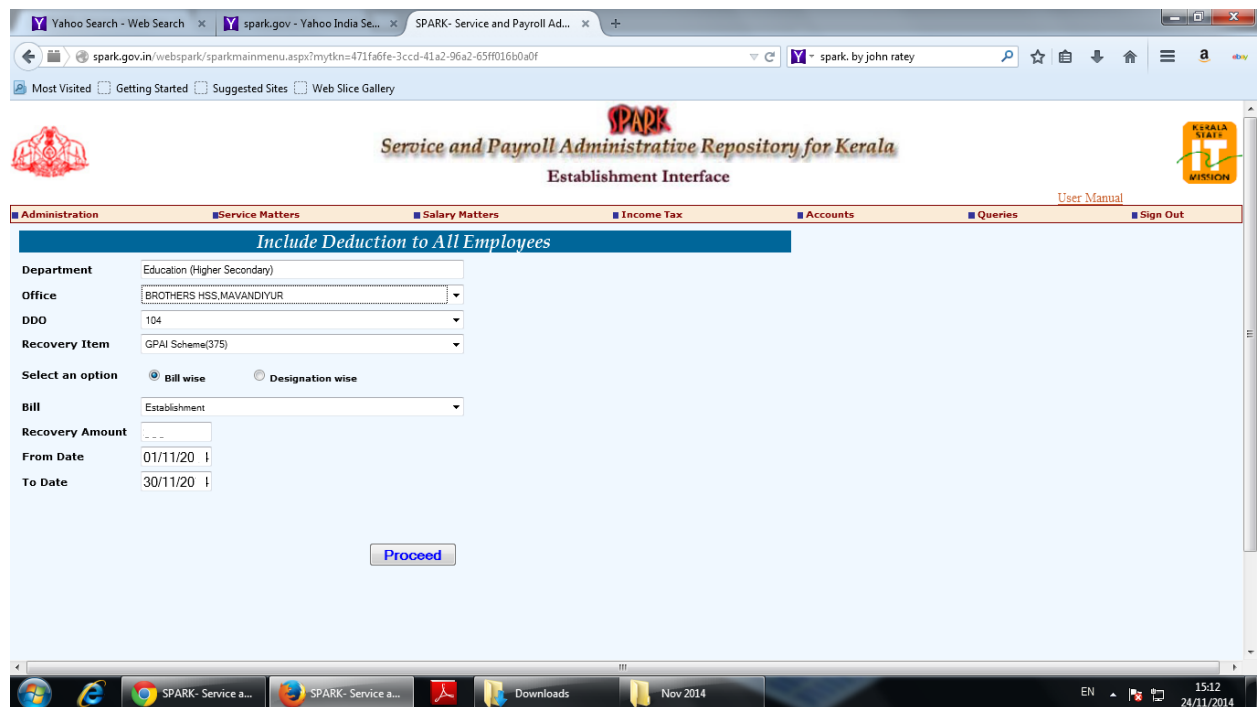 Yahoo Search - Web Search
spark.gov - Yahoo India Se...
SPARK- Service and Payroll Ad...
spark.gov.in/webspark/sparkmainmenu.aspx?mytkn=471fa6fe-3ccd-41a2-96a2-65ff016b0a0f
spark. by john ratey
Most Visited Getting Started Suggested Sites Web Slice Gallery
SPARK
Service and Payroll Administrative Repository for Kerala
Establishment Interface
KERALA STATE IT MISSION
User Manual
Administration Service Matters Salary Matters Income Tax Accounts Queries Sign Out
Include Deduction to All Employees
Department Education (Higher Secondary)
Office BROTHERS HSS,MAVANDIYUR
DDO 104
Recovery Item GPAI Scheme(375)
Select an option Bill wise Designation wise
Bill Establishment
Recovery Amount
From Date 01/11/20
To Date 30/11/20
Proceed
SPARK- Service a...
SPARK- Service a...
Downloads
Nov 2014
EN
15:12
24/11/2014